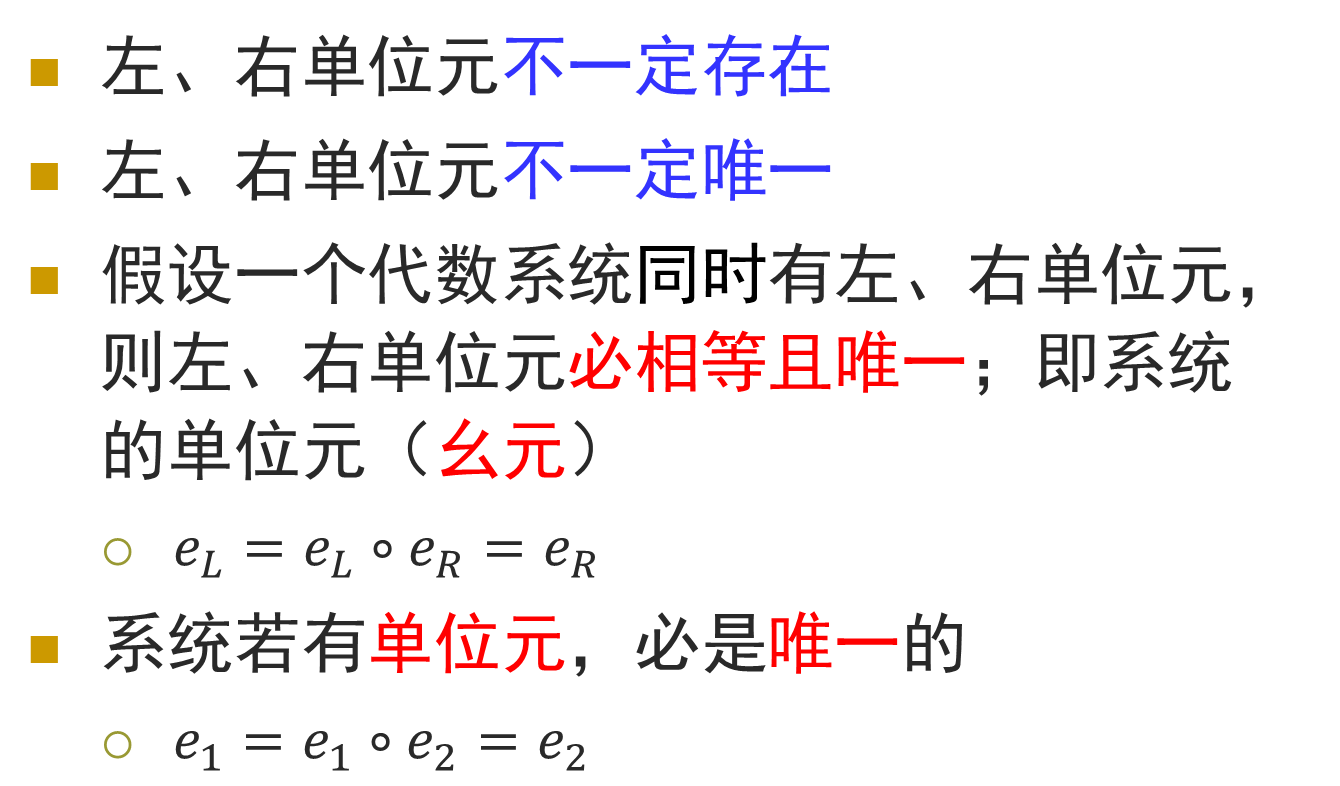 左、右单位元不一定存在
左、右单位元不一定唯一
假设一个代数系统同时有左、右单位元，
则左、右单位元必相等且唯一；即系统
的单位元（幺元）
e_L = e_L ∘ e_R = e_R
系统若有单位元，必是唯一的
e_1 = e_1 ∘ e_2 = e_2